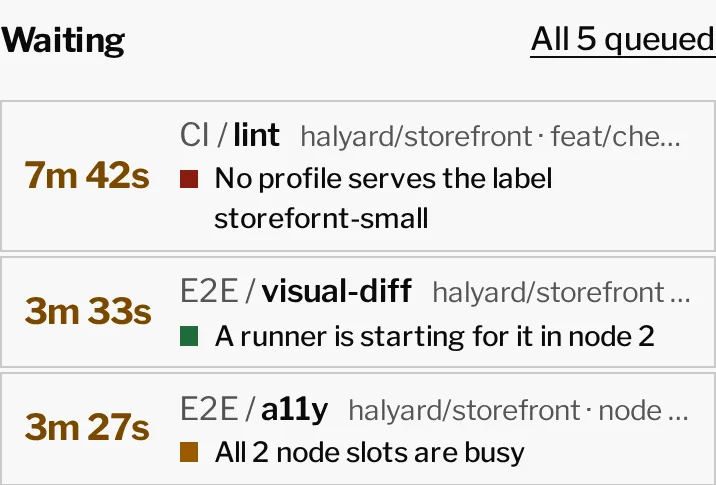 Waiting
All 5 queued
CI / lint halyard/storefront · feat/che...
7m 42s
No profile serves the label
storefornt-small
E2E / visual-diff halyard/storefront ...
3m 33s
A runner is starting for it in node 2
E2E / a11y halyard/storefront · node ...
3m 27s
All 2 node slots are busy